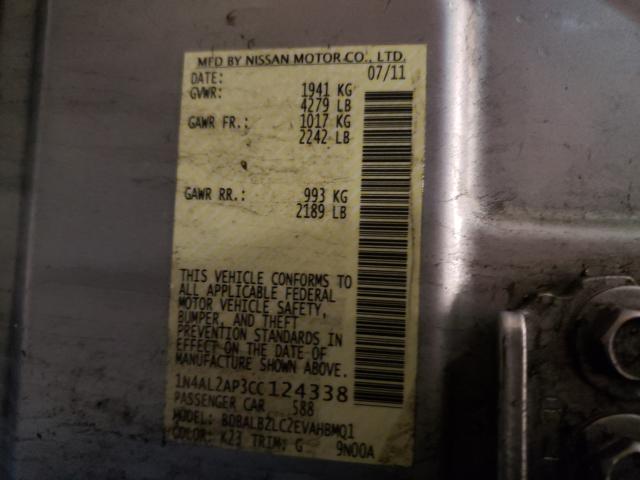 MFD BY NISSAN MOTOR CO., LTD.
DATE: 07/11
GVWR: 1941 KG
4279 LB
GAWR FR.: 1017 KG
2242 LB
GAWR RR.: 993 KG
2189 LB
THIS VEHICLE CONFORMS TO
ALL APPLICABLE FEDERAL
MOTOR VEHICLE SAFETY,
BUMPER, AND THEFT
PREVENTION STANDARDS IN
EFFECT ON THE DATE OF
MANUFACTURE SHOWN ABOVE.
1N4AL2AP3CC124338
PASSENGER CAR 588
MODEL: BDBALBZLC2EVAHBMQ1
COLOR: K23 TRIM: G 9N00A